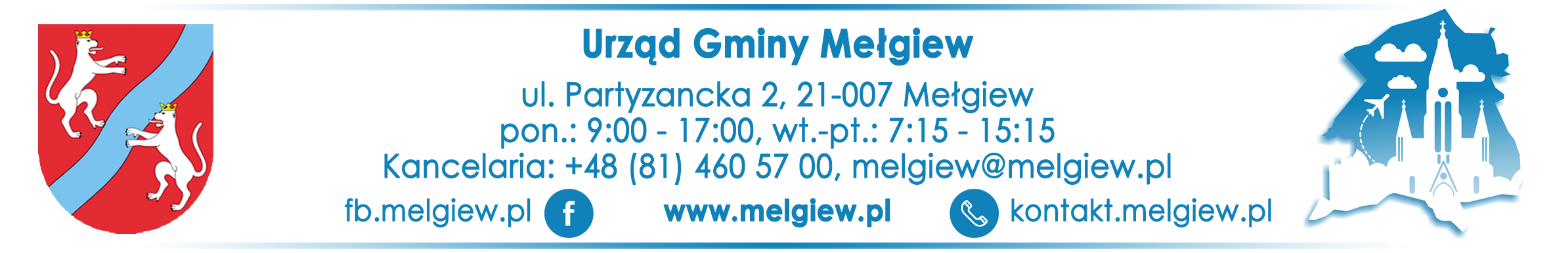 Urząd Gminy Mełgiew
ul. Partyzancka 2, 21-007 Mełgiew
pon.: 9:00 - 17:00, wt.-pt.: 7:15 - 15:15
Kancelaria: +48 (81) 460 57 00, melgiew@melgiew.pl
fb.melgiew.pl f www.melgiew.pl kontakt.melgiew.pl